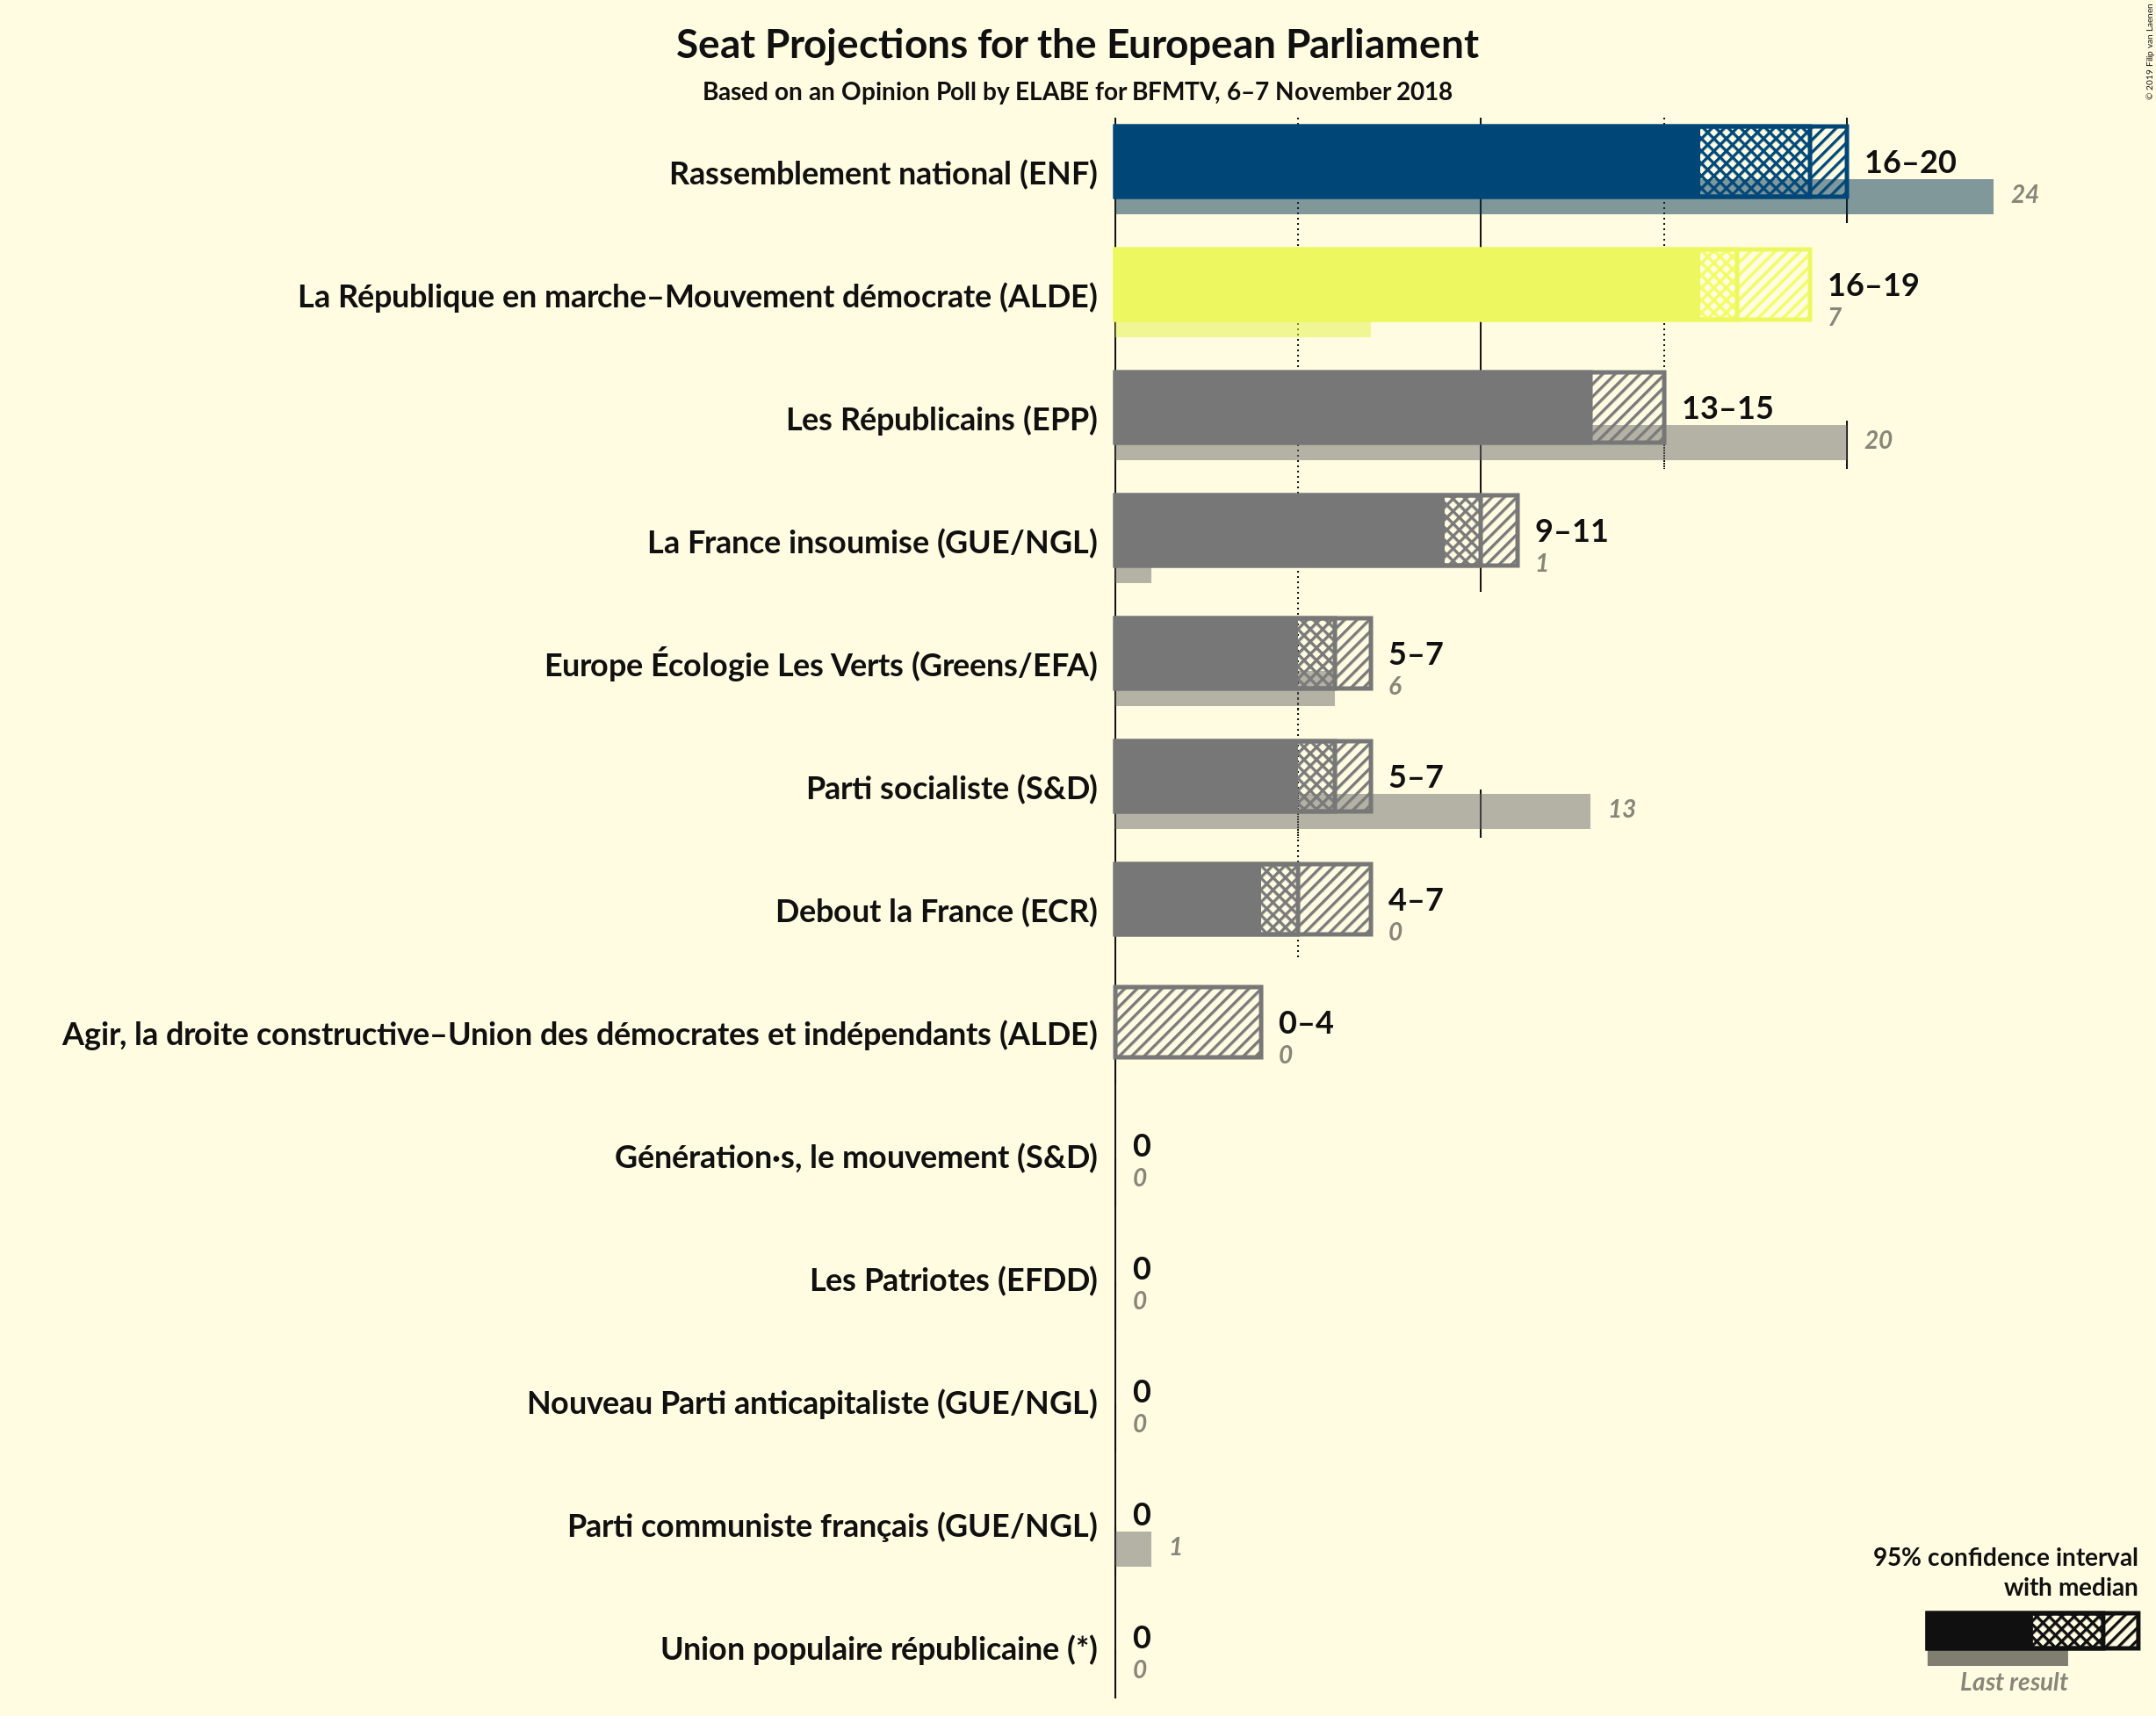 Seat Projections for the European Parliament
Based on an Opinion Poll by ELABE for BFMTV, 6–7 November 2018
© 2019 Filip van Laenen
Rassemblement national (ENF)
16–20
24
La République en marche–Mouvement démocrate (ALDE)
16–19
7
Les Républicains (EPP)
13–15
20
La France insoumise (GUE/NGL)
9–11
1
Europe Écologie Les Verts (Greens/EFA)
5–7
6
Parti socialiste (S&D)
5–7
13
Debout la France (ECR)
4–7
0
Agir, la droite constructive–Union des démocrates et indépendants (ALDE)
0–4
0
Génération·s, le mouvement (S&D)
0
0
Les Patriotes (EFDD)
0
0
Nouveau Parti anticapitaliste (GUE/NGL)
0
0
Parti communiste français (GUE/NGL)
0
1
Union populaire républicaine (*)
0
0
95% confidence interval
with median
Last result